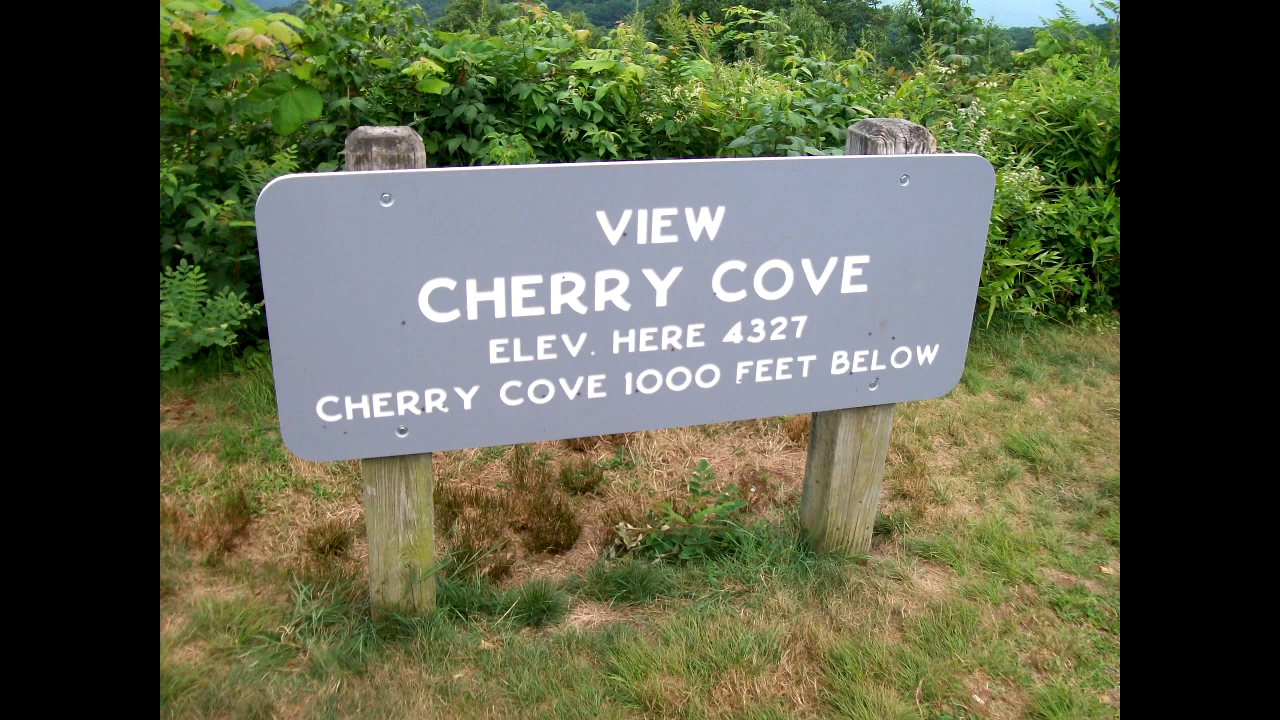 VIEW
CHERRY COVE
ELEV. HERE 4327
CHERRY COVE 1000 FEET BELOW